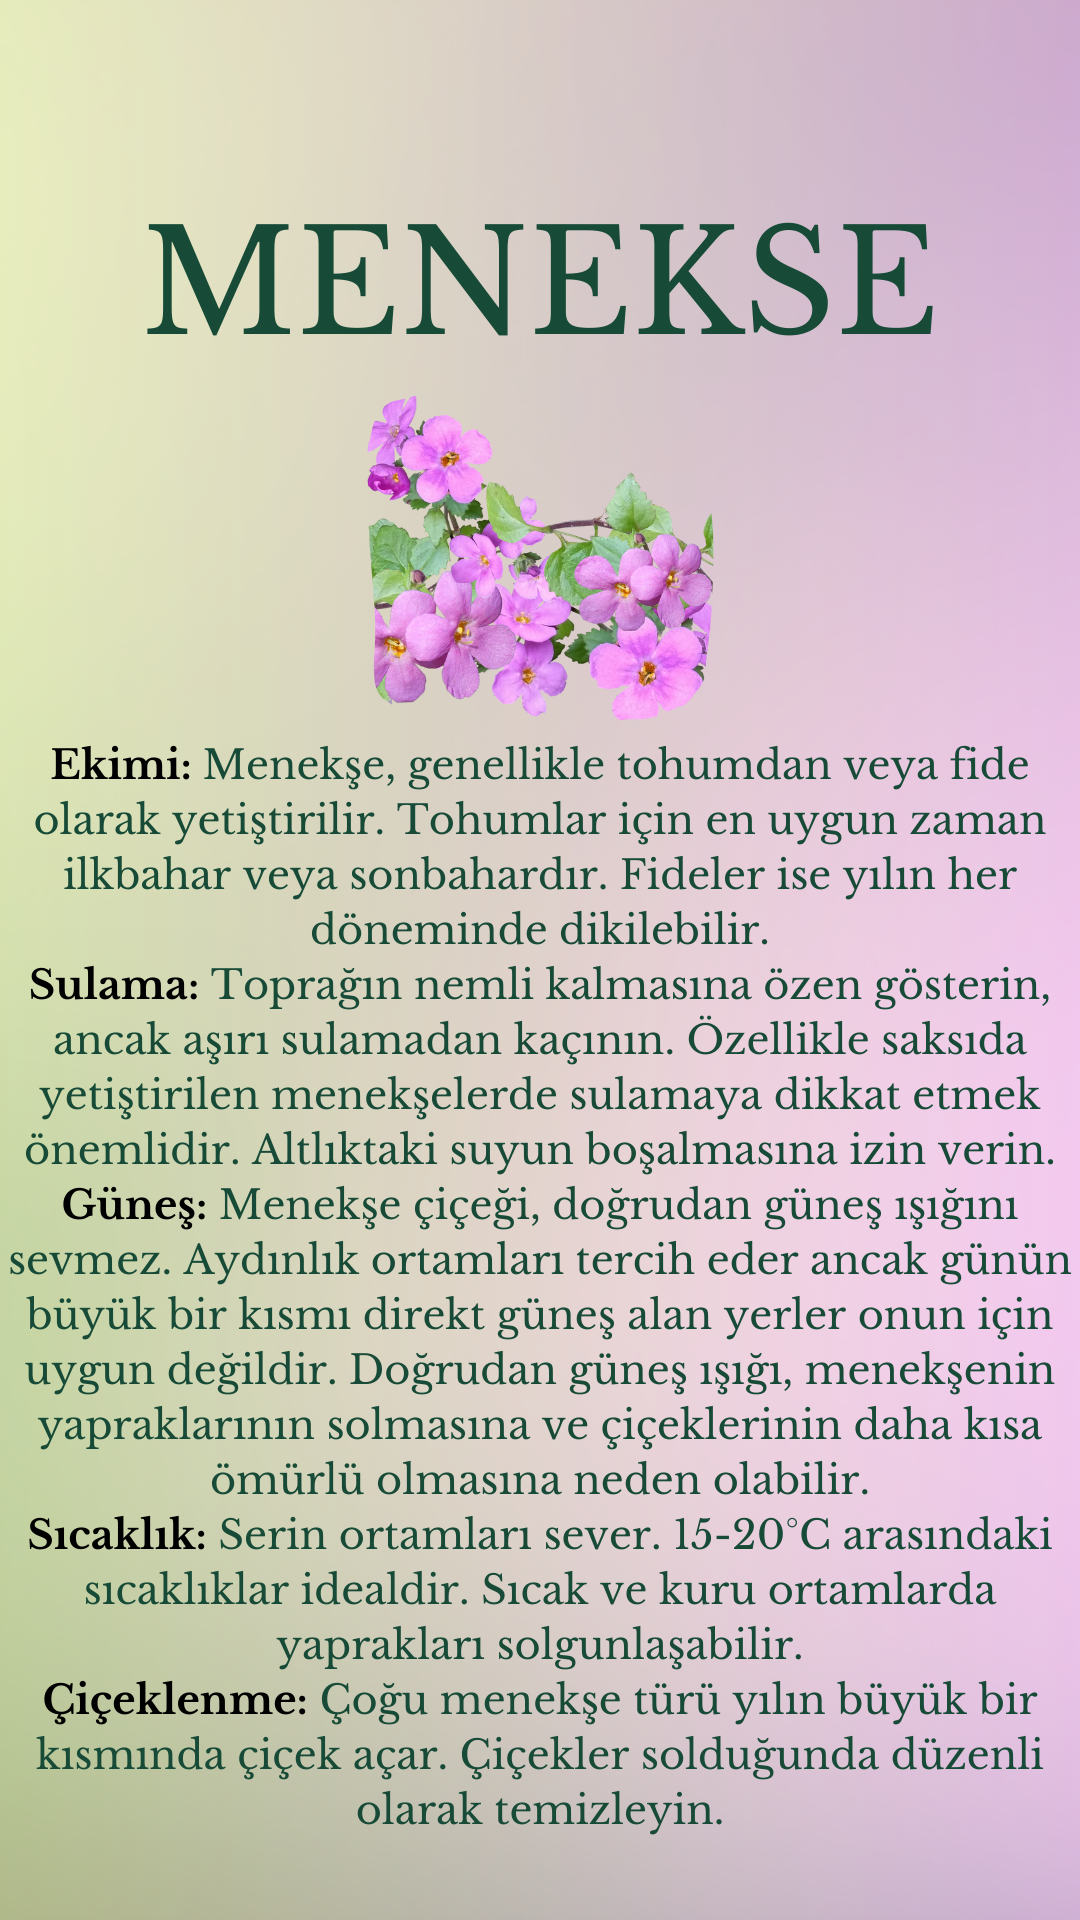 MENEKSE
Ekimi: Menekşe, genellikle tohumdan veya fide
olarak yetiştirilir. Tohumlar için en uygun zaman
ilkbahar veya sonbahardır. Fideler ise yılın her
döneminde dikilebilir.
Sulama: Toprağın nemli kalmasına özen gösterin,
ancak aşırı sulamadan kaçının. Özellikle saksıda
yetiştirilen menekşelerde sulamaya dikkat etmek
önemlidir. Altlıktaki suyun boşalmasına izin verin.
Güneş: Menekşe çiçeği, doğrudan güneş ışığını
sevmez. Aydınlık ortamları tercih eder ancak günün
büyük bir kısmı direkt güneş alan yerler onun için
uygun değildir. Doğrudan güneş ışığı, menekşenin
yapraklarının solmasına ve çiçeklerinin daha kısa
ömürlü olmasına neden olabilir.
Sıcaklık: Serin ortamları sever. 15-20°C arasındaki
sıcaklıklar idealdir. Sıcak ve kuru ortamlarda
yaprakları solgunlaşabilir.
Çiçeklenme: Çoğu menekşe türü yılın büyük bir
kısmında çiçek açar. Çiçekler solduğunda düzenli
olarak temizleyin.